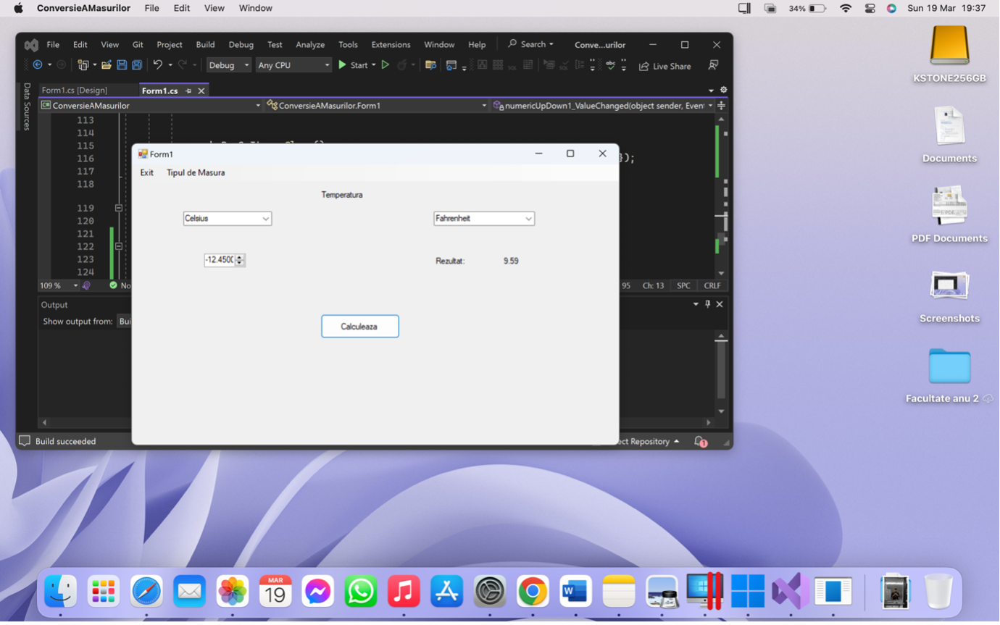 ConversieAMasurilor File Edit View Window 34% Sun 19 Mar 19:37
File Edit View Git Project Build Debug Test Analyze Tools Extensions Window Help Search Conve...urilor
Debug Any CPU Start Live Share
Data Sources
Form1.cs [Design] Form1.cs
ConversieAMasurilor ConversieAMasurilor.Form1 numericUpDown1_ValueChanged(object sender, Event
113
114
115
116 });
117
118
119
120
121
122
123
124
Form1
Exit Tipul de Masura
Temperatura
Celsius Fahrenheit
-12.450 Rezultat: 9.59
Calculeaza
109 % No 95 Ch: 13 SPC CRLF
Output
Show output from: Bui
Build succeeded ect Repository 1
KSTONE256GB
Documents
PDF Documents
Screenshots
Facultate anu 2
MAR
19
W